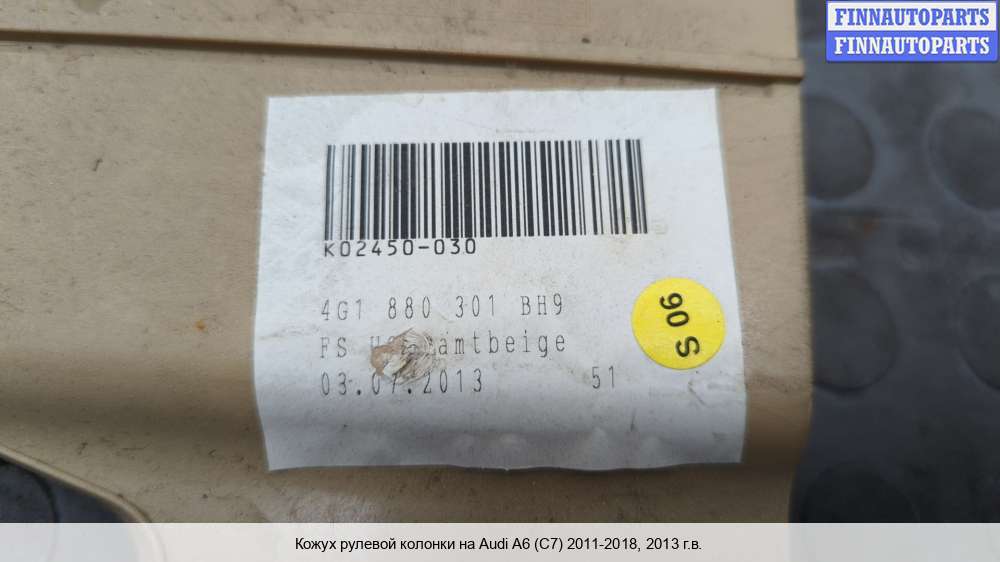 FINNAUTOPARTS
FINNAUTOPARTS
K02450-030
4G1 880 301 BH9
FS
03.07.2013 51
S 06
Кожух рулевой колонки на Audi A6 (C7) 2011-2018, 2013 г.в.